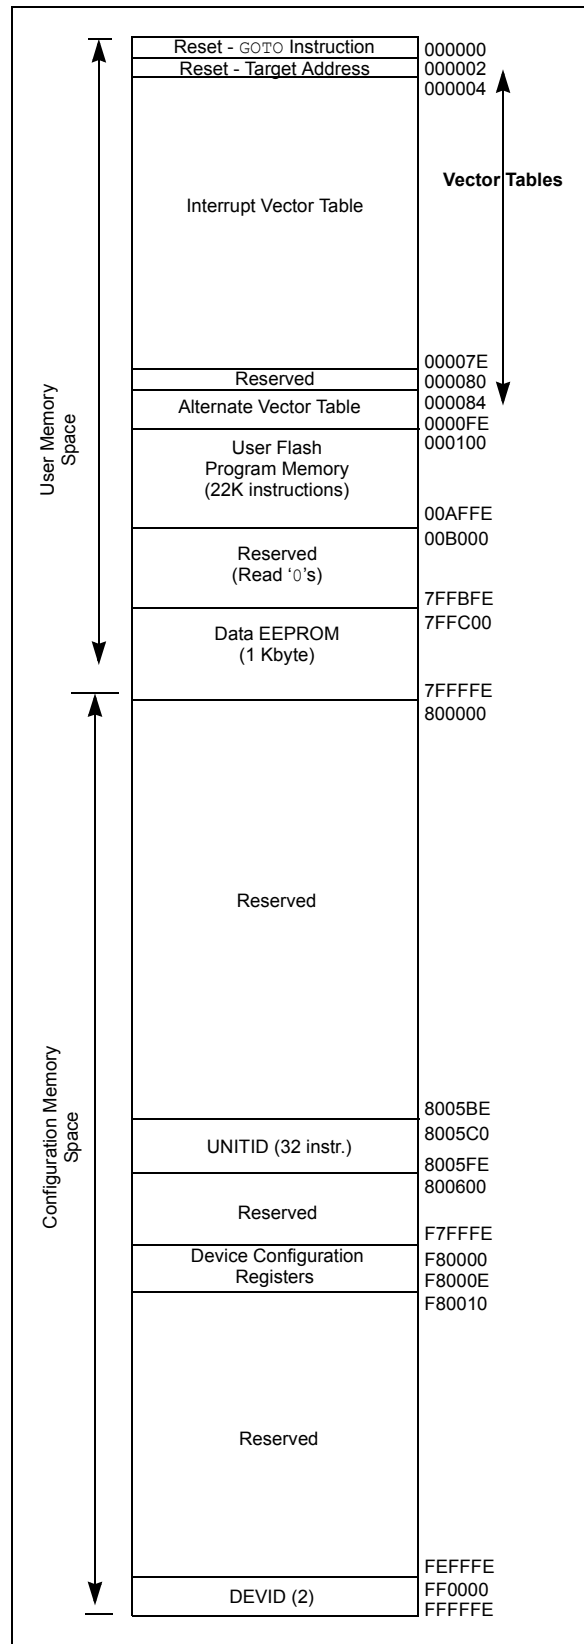 Reset - GOTO Instruction 000000
Reset - Target Address 000002
000004
Vector Tables
Interrupt Vector Table
00007E
Reserved 000080
Alternate Vector Table 000084
0000FE
User Flash 000100
Program Memory
(22K instructions)
00AFFE
00B000
Reserved
(Read ‘0’s)
7FFBFE
Data EEPROM 7FFC00
(1 Kbyte)
7FFFFE
800000
User Memory
Space
Reserved
8005BE
8005C0
UNITID (32 instr.)
8005FE
800600
Reserved
F7FFFE
Device Configuration F80000
Registers F8000E
F80010
Configuration Memory
Space
Reserved
FEFFFE
FF0000
DEVID (2)
FFFFFE